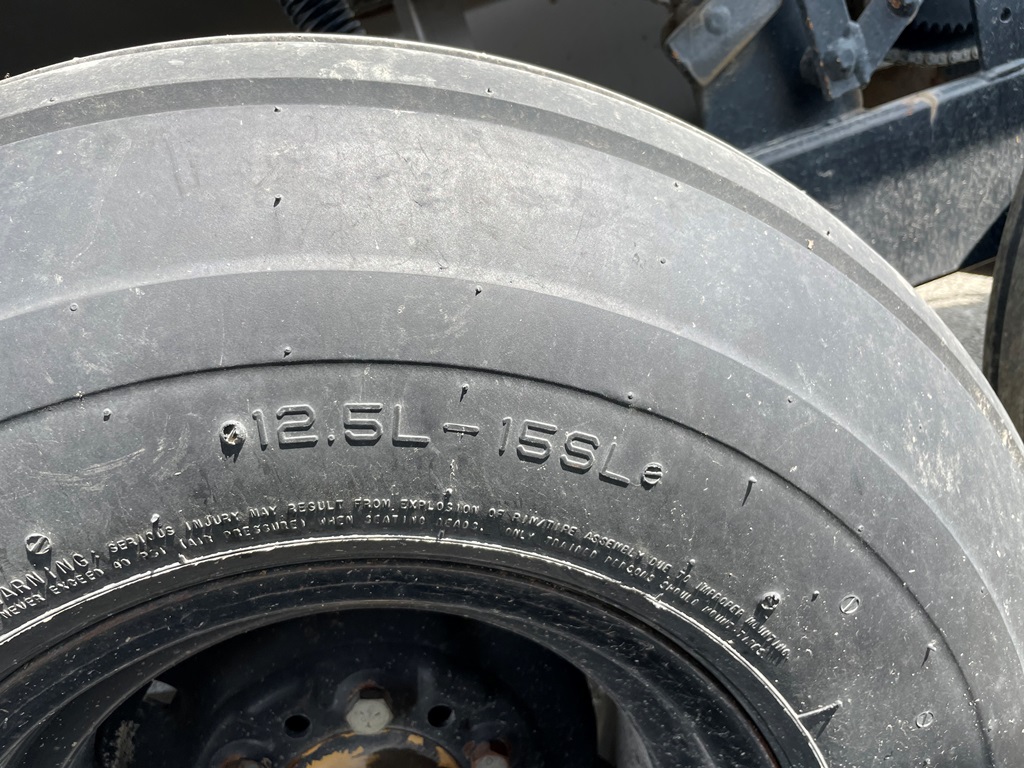 12.5L-15SL
WARNING, SERIOUS INJURY MAY RESULT FROM EXPLOSION OF RIM/TIRE ASSEMBLY DUE TO IMPROPER MOUNTING.
NEVER EXCEED 40 PSI (AIR PRESSURE) WHEN SEATING BEADS. ONLY TRAINED PERSONS SHOULD MOUNT TIRES